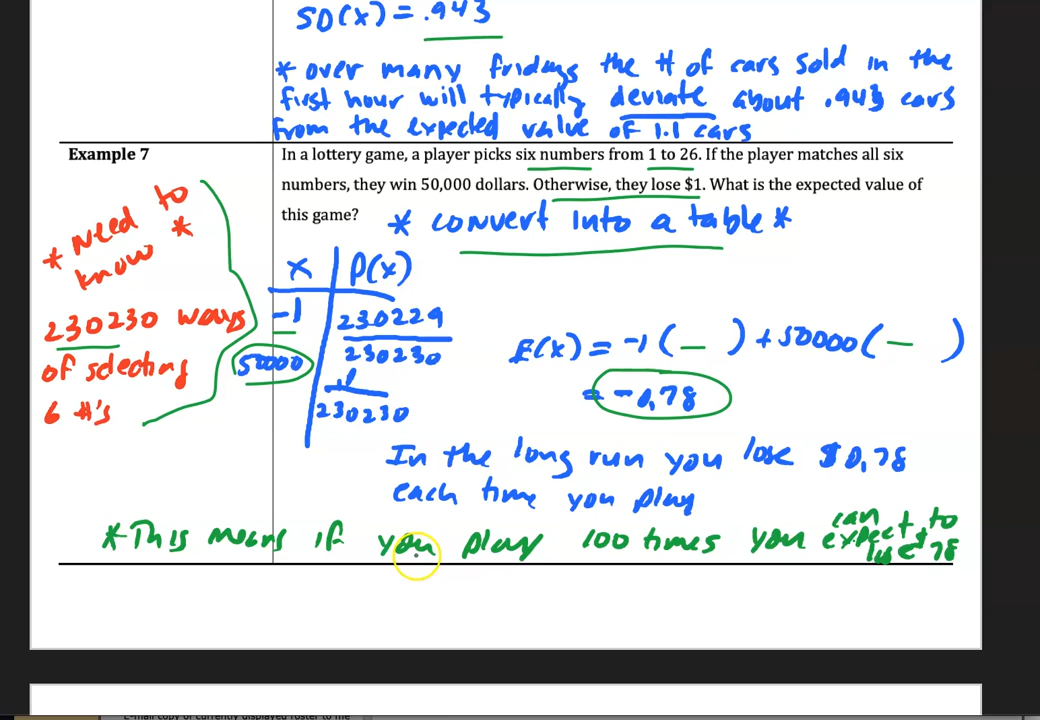 SD(x) = .943
* over many fridays the # of cars sold in the
first hour will typically deviate about .943 cars
from the expected value of 1.1 cars
Example 7
In a lottery game, a player picks six numbers from 1 to 26. If the player matches all six
numbers, they win 50,000 dollars. Otherwise, they lose $1. What is the expected value of
this game?
* convert into a table *
* Need to
know *
230230 ways
of selecting
6 #'s
x | P(x)
-1 | 230229
230230
50000 | 1
230230
E(x) = -1( — ) + 50000( — )
= -0.78
In the long run you lose $0.78
each time you play
* This means if you play 100 times you can expect to
lose $78